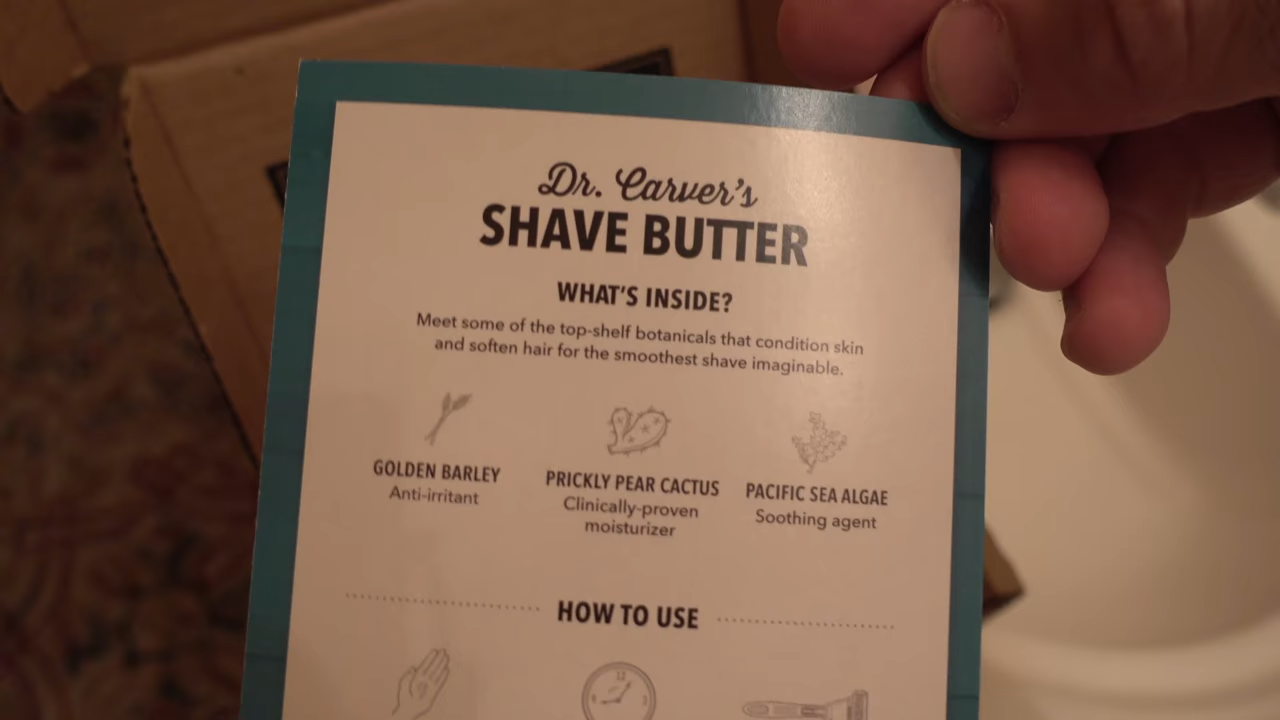 Dr. Carver's
SHAVE BUTTER
WHAT'S INSIDE?
Meet some of the top-shelf botanicals that condition skin
and soften hair for the smoothest shave imaginable.
GOLDEN BARLEY
Anti-irritant
PRICKLY PEAR CACTUS
Clinically-proven
moisturizer
PACIFIC SEA ALGAE
Soothing agent
HOW TO USE
12